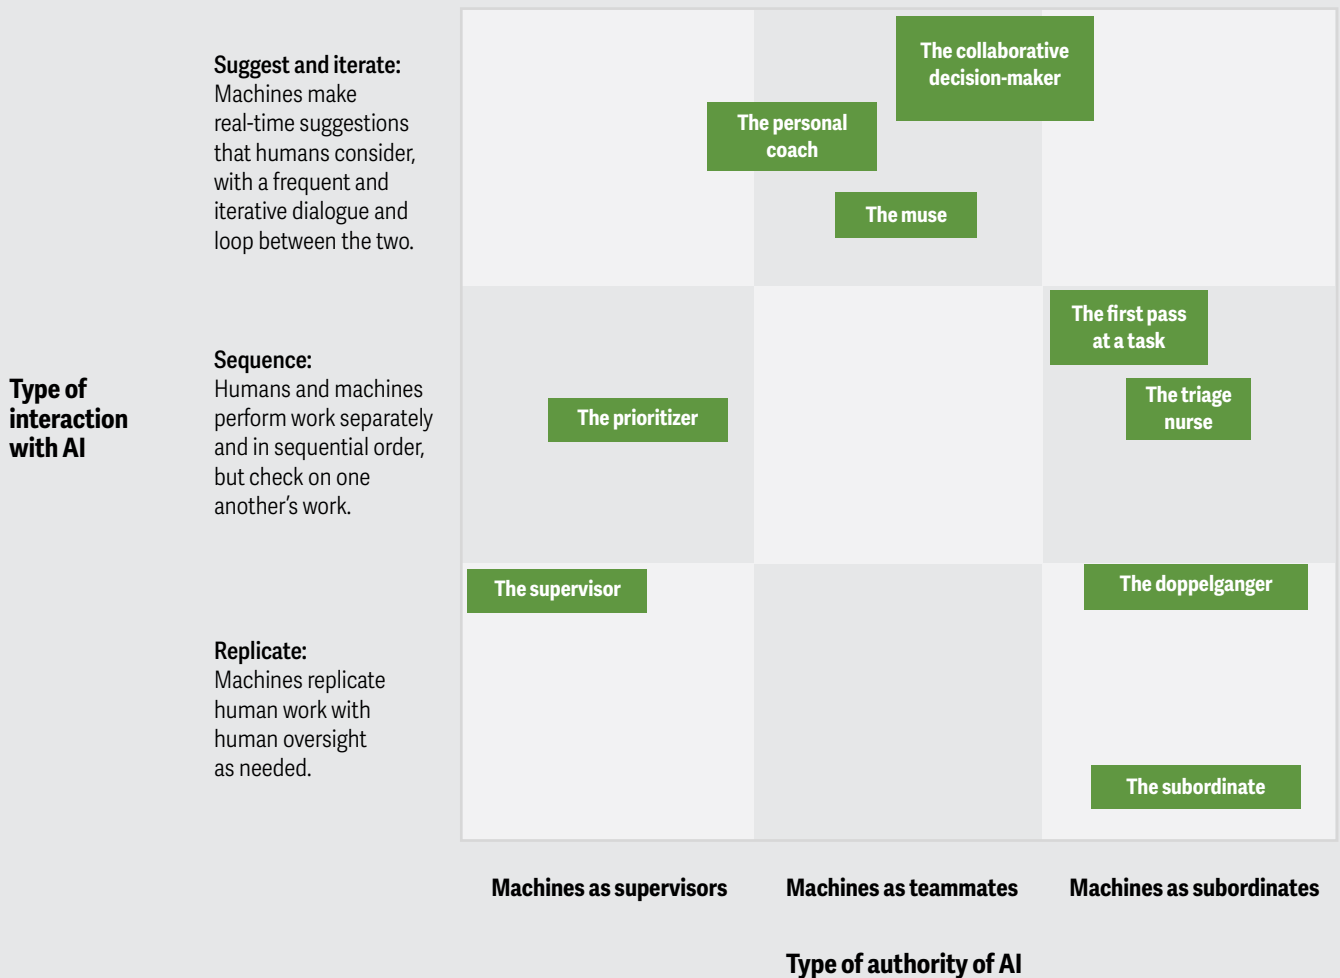 The collaborative
decision-maker
Suggest and iterate:
Machines make
real-time suggestions
that humans consider,
with a frequent and
iterative dialogue and
loop between the two.
The personal
coach
The muse
The first pass
at a task
Type of
interaction
with AI
Sequence:
Humans and machines
perform work separately
and in sequential order,
but check on one
another’s work.
The prioritizer
The triage
nurse
The supervisor
The doppelganger
Replicate:
Machines replicate
human work with
human oversight
as needed.
The subordinate
Machines as supervisors
Machines as teammates
Machines as subordinates
Type of authority of AI